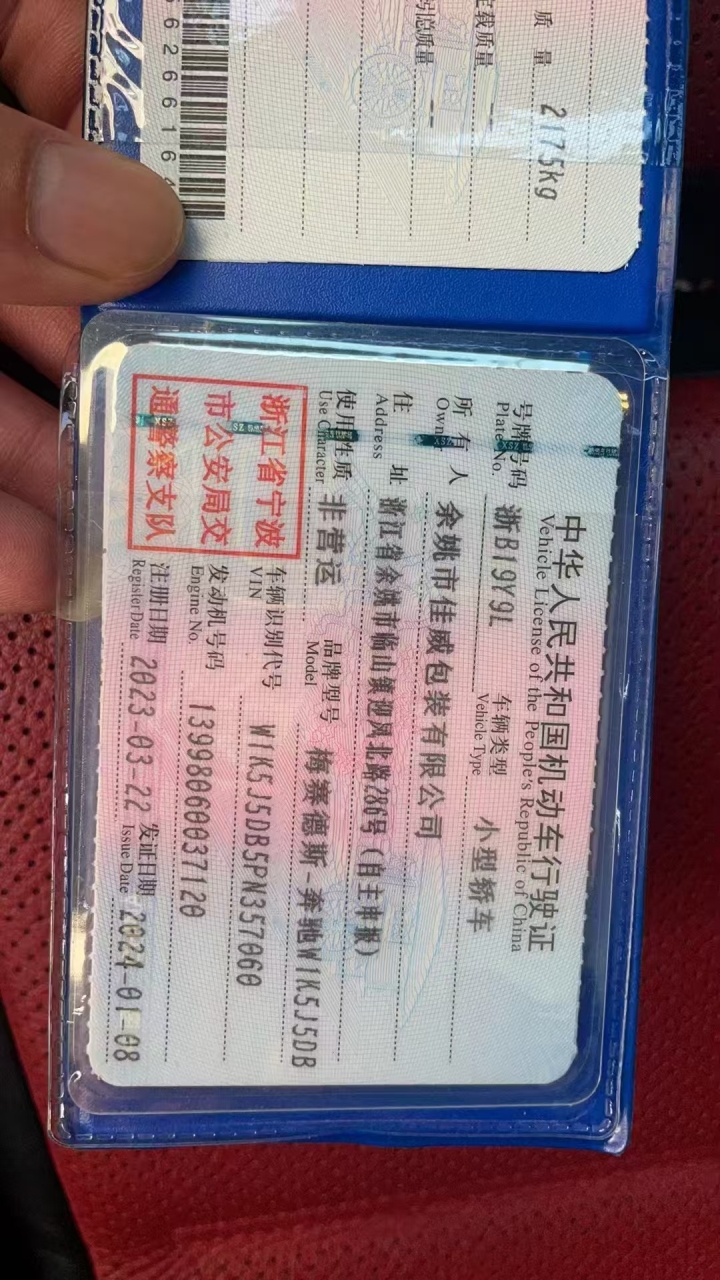 中华人民共和国机动车行驶证
Vehicle License of the People's Republic of China
号牌号码 浙B19Y9L 车辆类型 小型轿车
Plate No. Vehicle Type
所有人 余姚市佳威包装有限公司
Owner
住址 浙江省余姚市临山镇迎凤北路286号(自主申报)
Address
使用性质 非营运 品牌型号 梅赛德斯-奔驰W1K5J5DB
Use Character Model
浙江省宁波
市公安局交
通警察支队
车辆识别代号 W1K5J5DB5PN357060
VIN
发动机号码 13998060037120
Engine No.
注册日期 2023-03-22 发证日期 2024-01-08
Register Date Issue Date
质量 2175kg
载质量
总质量
6266164